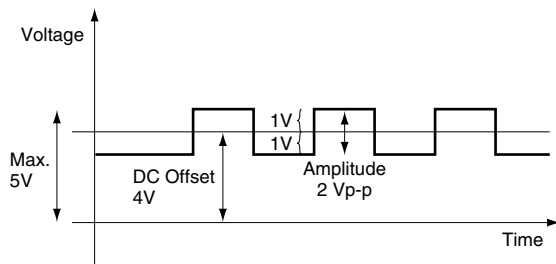 Voltage
1V
1V
Max.
5V
DC Offset
4V
Amplitude
2 Vp-p
Time